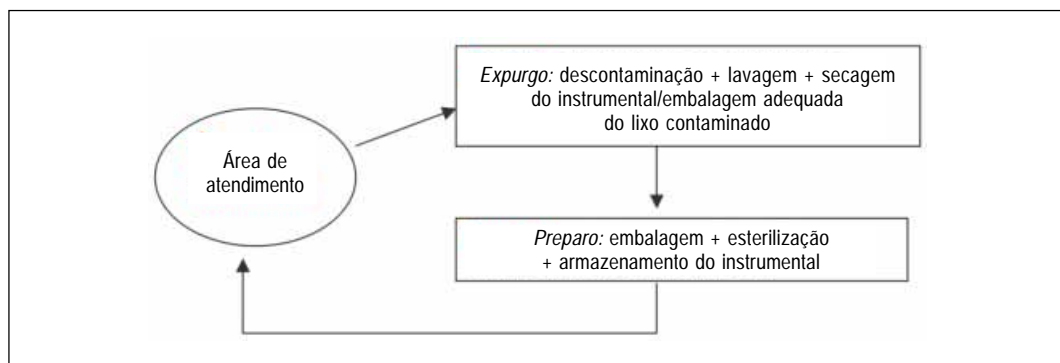 Expurgo: descontaminação + lavagem + secagem
do instrumental/embalagem adequada
do lixo contaminado
Área de
atendimento
Preparo: embalagem + esterilização
+ armazenamento do instrumental